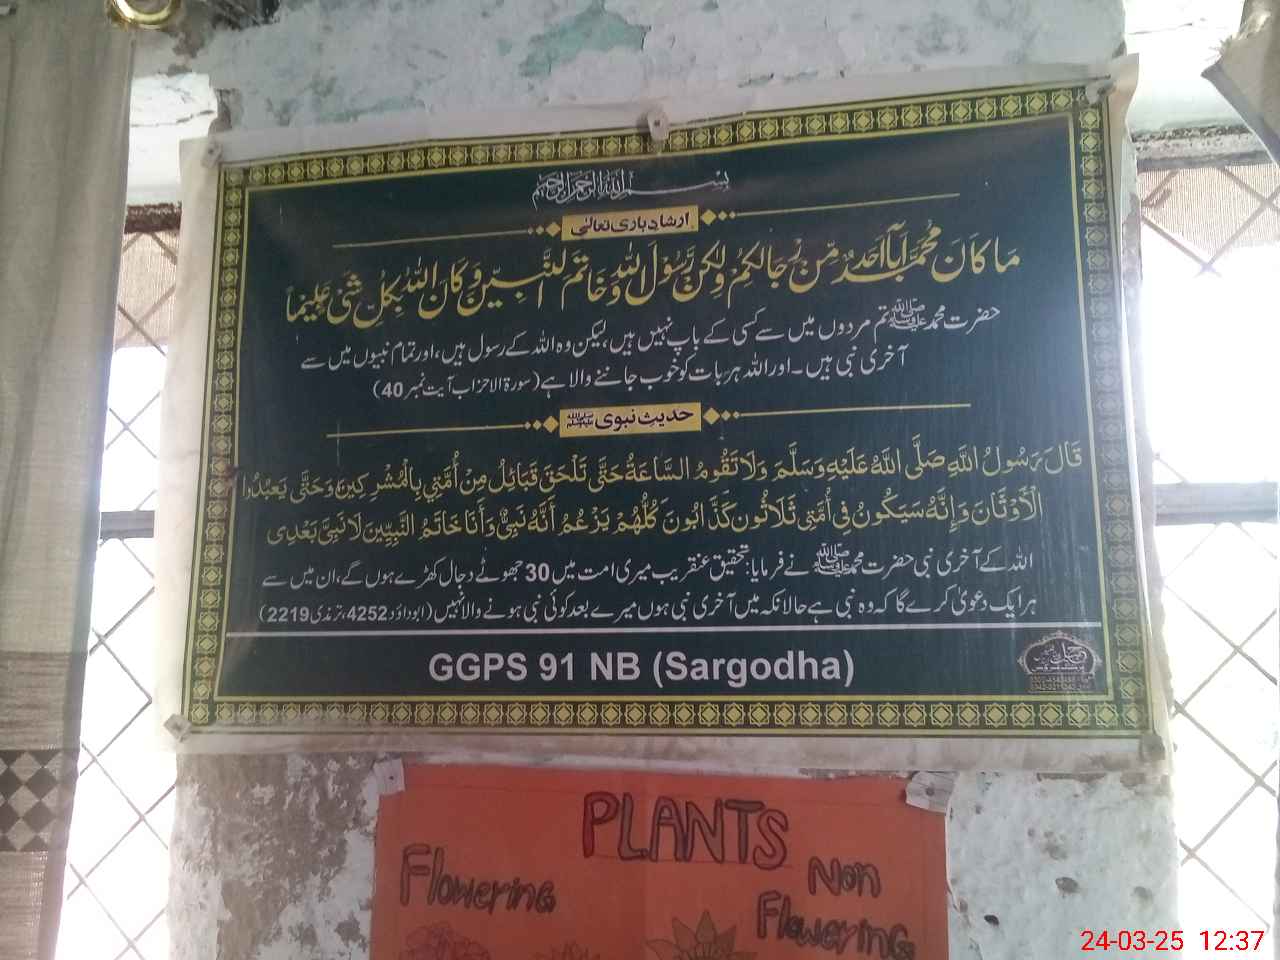 بسم الله الرحمن الرحيم
ارشادِ باری تعالیٰ
مَا كَانَ مُحَمَّدٌ اَبَآ اَحَدٍ مِّنْ رِّجَالِكُمْ وَلٰكِنْ رَّسُوْلَ اللّٰهِ وَخَاتَمَ النَّبِيّٖنَ وَكَانَ اللّٰهُ بِكُلِّ شَىْءٍ عَلِيْمًا
حضرت محمد ﷺ تم مردوں میں سے کسی کے باپ نہیں ہیں، لیکن وہ اللہ کے رسول ہیں، اور تمام نبیوں میں سے
آخری نبی ہیں۔ اور اللہ ہر بات کو خوب جاننے والا ہے (سورۃ الاحزاب آیت نمبر 40)
حدیث نبوی ﷺ
قَالَ رَسُولُ اللَّهِ صَلَّى اللَّهُ عَلَيْهِ وَسَلَّمَ وَلَا تَقُومُ السَّاعَةُ حَتَّى تَلْحَقَ قَبَائِلُ مِنْ أُمَّتِي بِالْمُشْرِكِينَ وَحَتَّى يَعْبُدُوا
الْأَوْثَانَ وَإِنَّهُ سَيَكُونُ فِي أُمَّتِي ثَلَاثُونَ كَذَّابُونَ كُلُّهُمْ يَزْعُمُ أَنَّهُ نَبِيٌّ وَأَنَا خَاتَمُ النَّبِيِّينَ لَا نَبِيَّ بَعْدِي
اللہ کے آخری نبی حضرت محمد ﷺ نے فرمایا: تحقیق عنقریب میری امت میں 30 جھوٹے دجال کھڑے ہوں گے، ان میں سے
ہر ایک دعویٰ کرے گا کہ وہ نبی ہے حالانکہ میں آخری نبی ہوں میرے بعد کوئی نبی ہونے والا نہیں (ابوداؤد 4252، ترمذی 2219)
GGPS 91 NB (Sargodha)
PLANTS
Flowering
Non
Flowering
24-03-25 12:37